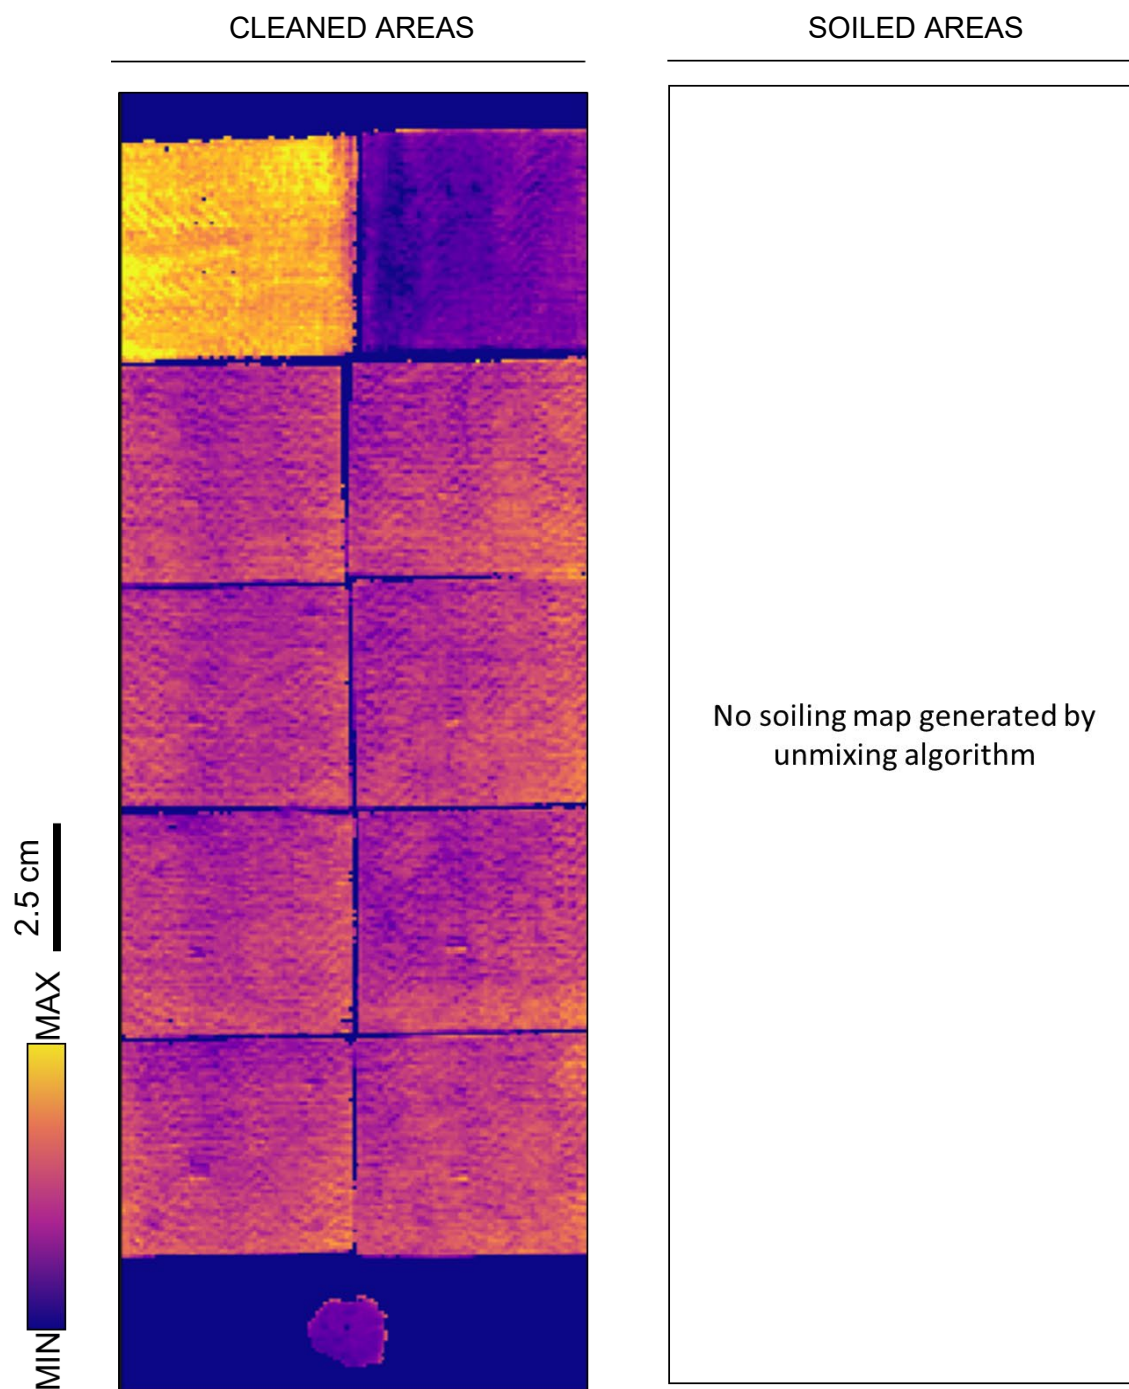 CLEANED AREAS
SOILED AREAS
No soiling map generated by
unmixing algorithm
2.5 cm
MAX
MIN